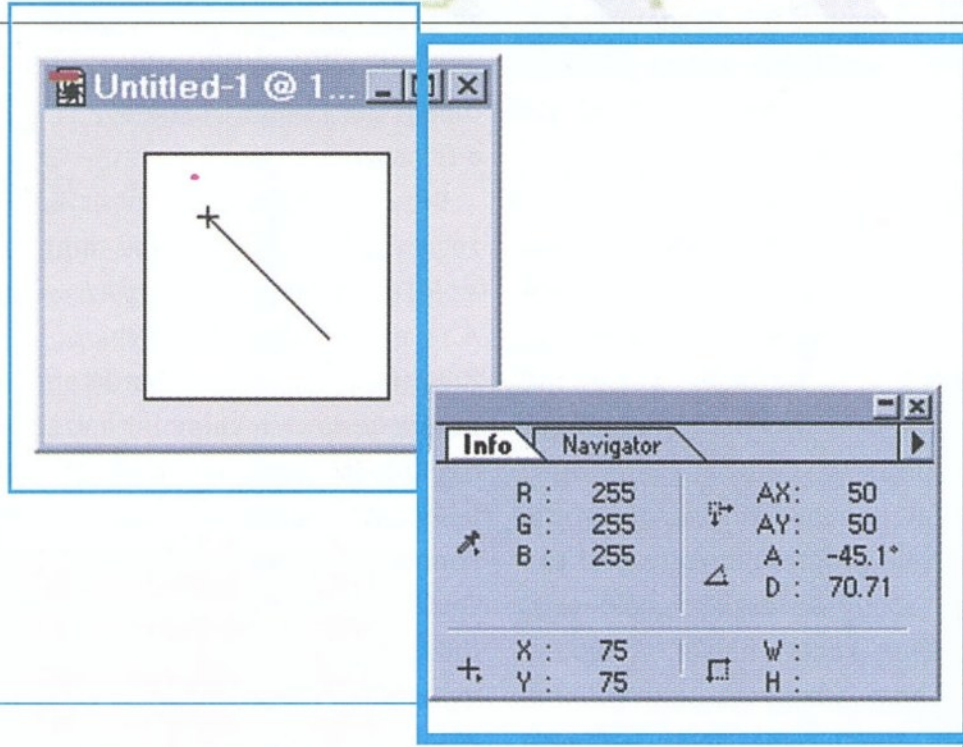 Untitled-1 @ 1...
Info Navigator
R : 255
G : 255
B : 255
AX: 50
AY: 50
A : -45.1°
D : 70.71
X : 75
Y : 75
W :
H :